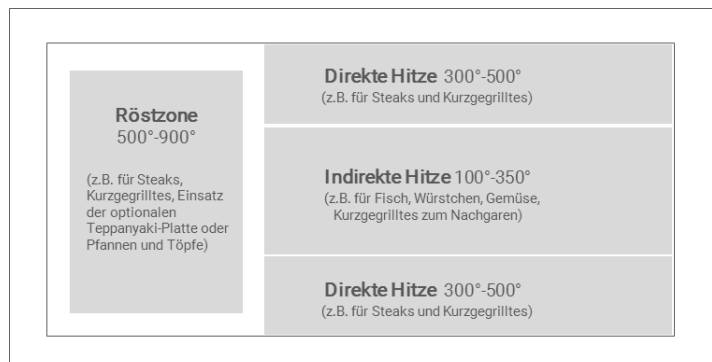 Röstzone
500°-900°
(z.B. für Steaks,
Kurzgegrilltes, Einsatz
der optionalen
Teppanyaki-Platte oder
Pfannen und Töpfe)
Direkte Hitze 300°-500°
(z.B. für Steaks und Kurzgegrilltes)
Indirekte Hitze 100°-350°
(z.B. für Fisch, Würstchen, Gemüse,
Kurzgegrilltes zum Nachgaren)
Direkte Hitze 300°-500°
(z.B. für Steaks und Kurzgegrilltes)